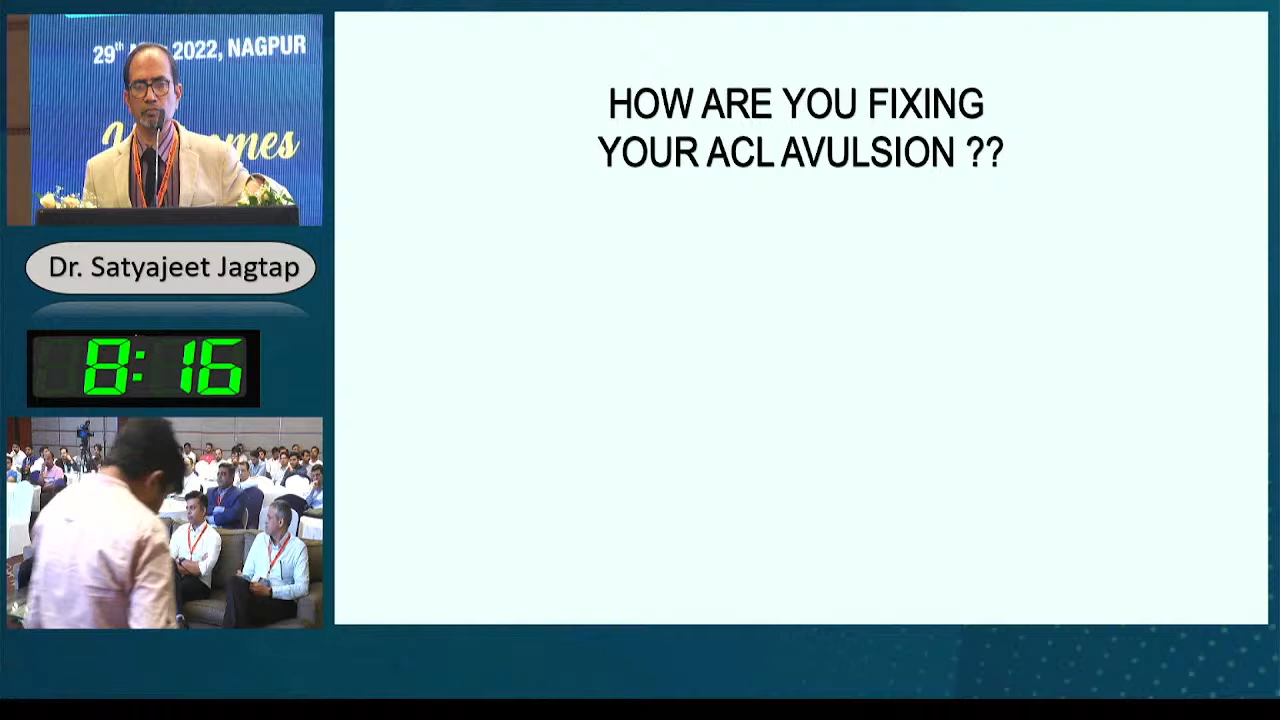 29th 2022, NAGPUR
HOW ARE YOU FIXING
YOUR ACL AVULSION ??
Dr. Satyajeet Jagtap
8:16